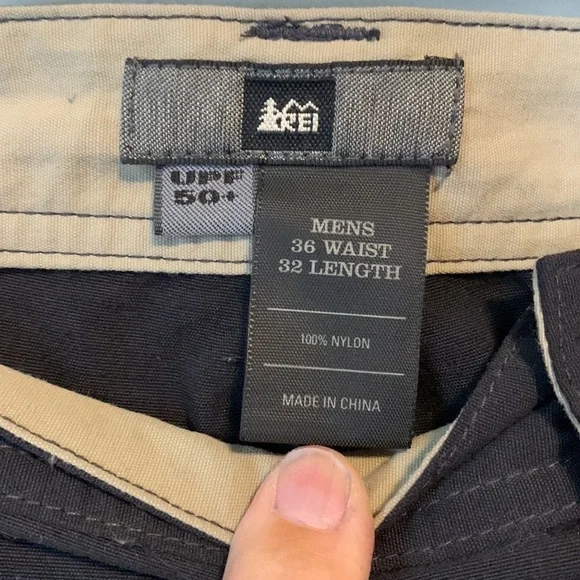 REI
UPF
50+
MENS
36 WAIST
32 LENGTH
100% NYLON
MADE IN CHINA